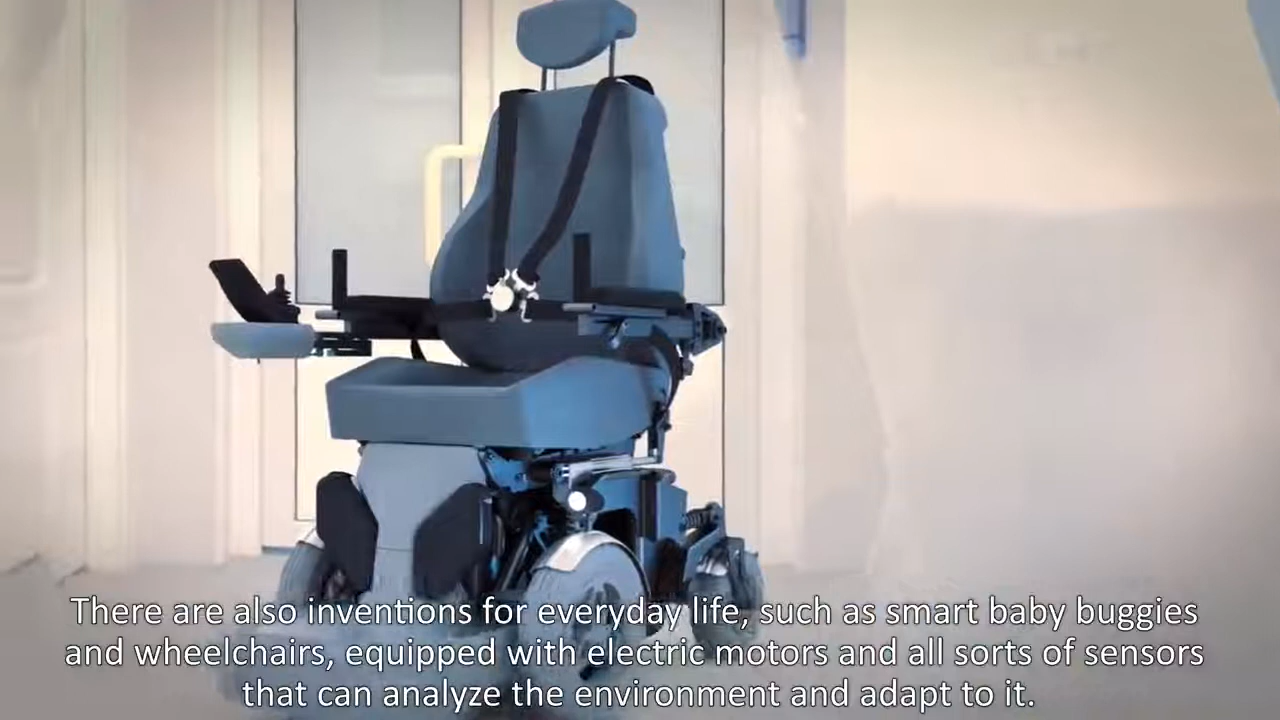 There are also inventions for everyday life, such as smart baby buggies
and wheelchairs, equipped with electric motors and all sorts of sensors
that can analyze the environment and adapt to it.